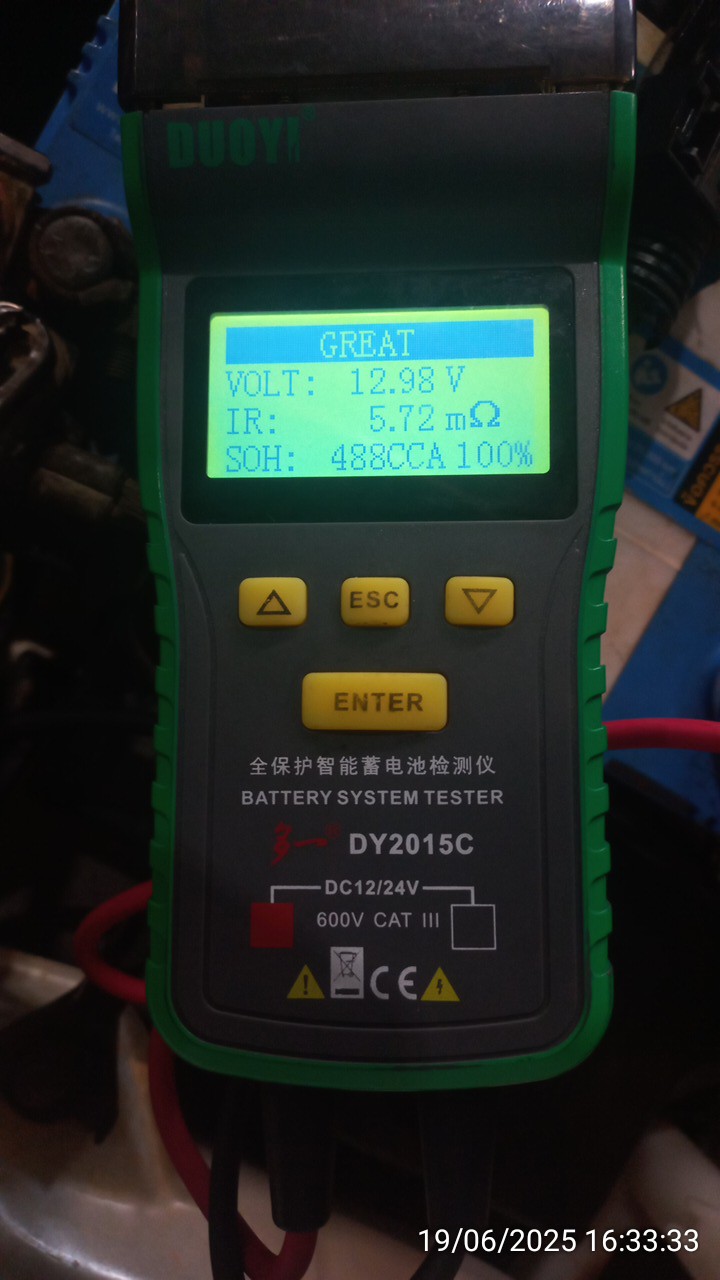 DUOYI
GREAT
VOLT: 12.98 V
IR: 5.72 mΩ
SOH: 488CCA 100%
ESC
ENTER
全保护智能蓄电池检测仪
BATTERY SYSTEM TESTER
多一 DY2015C
DC12/24V
600V CAT III
CE
19/06/2025 16:33:33